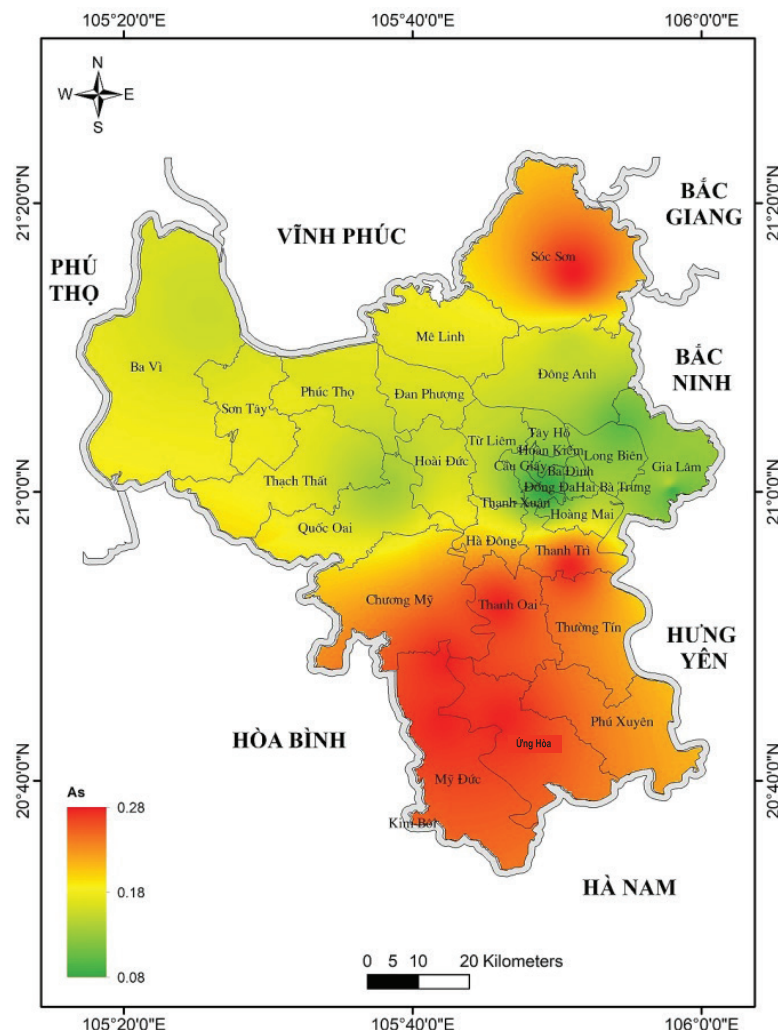 105°20'0"E 105°40'0"E 106°0'0"E
N
W E
S
21°20'0"N 21°20'0"N
BẮC
GIANG
VĨNH PHÚC
Sóc Sơn
PHÚ
THỌ
Mê Linh
BẮC
NINH
Ba Vì
Đông Anh
Phúc Thọ Đan Phượng
Sơn Tây
Từ Liêm Tây Hồ
Hoàn Kiếm Long Biên
Hoài Đức Cầu Giấy Ba Đình Gia Lâm
Thạch Thất Đống Đa Hai Bà Trưng
21°0'0"N 21°0'0"N
Thanh Xuân
Hoàng Mai
Quốc Oai
Hà Đông Thanh Trì
Chương Mỹ Thanh Oai
Thường Tín
HƯNG
YÊN
Phú Xuyên
HÒA BÌNH Ứng Hòa
20°40'0"N 20°40'0"N
Mỹ Đức
As
0.28
Kim Bôi
HÀ NAM
0.18
0 5 10 20 Kilometers
0.08
105°20'0"E 105°40'0"E 106°0'0"E